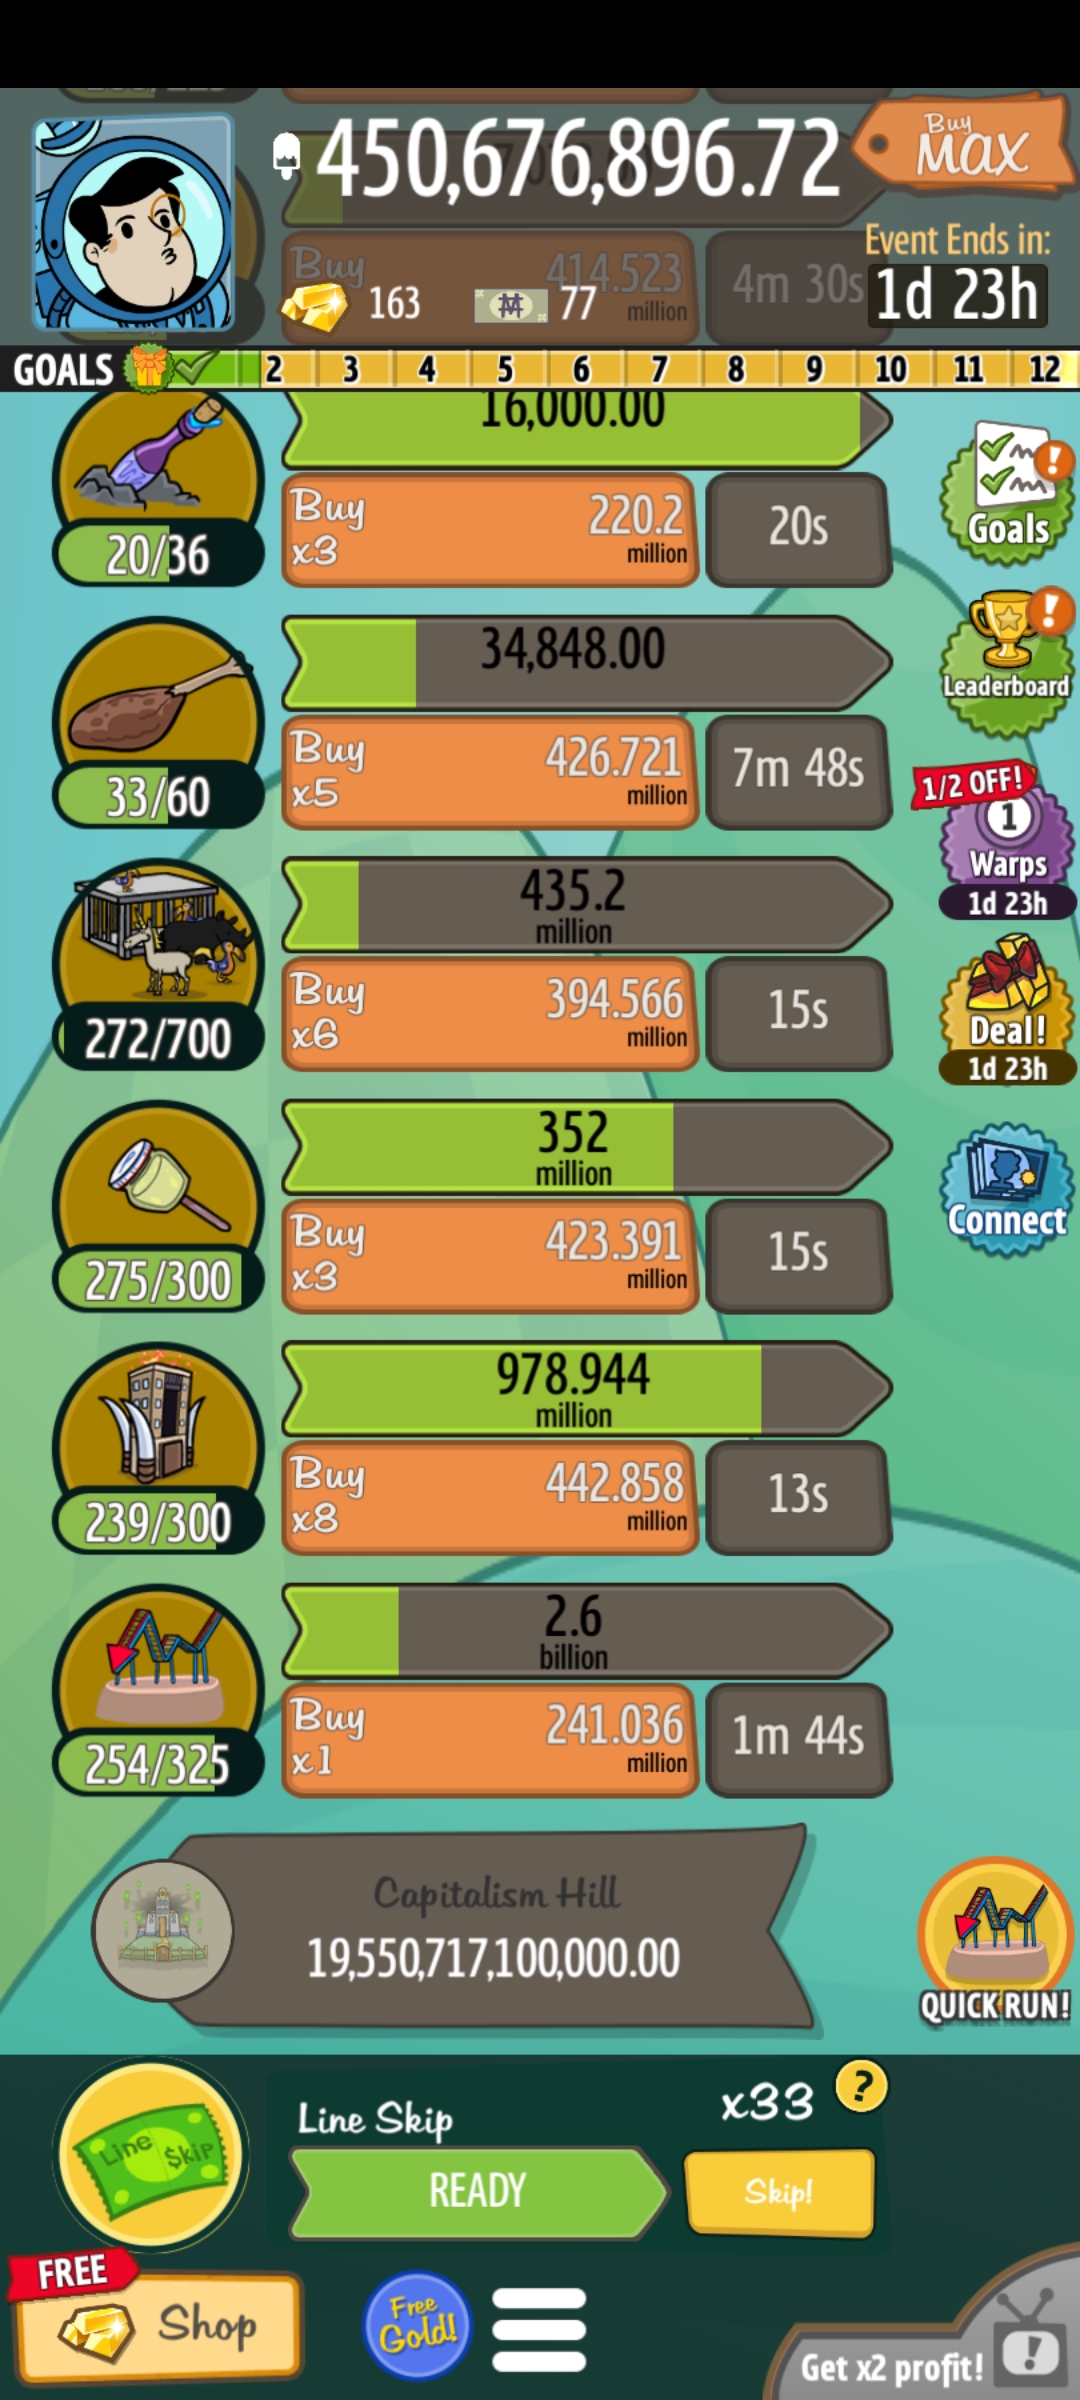 450,676,896.72
Buy
MAX
Event Ends in:
1d 23h
Buy
414.523
million
4m 30s
163
77
GOALS 2 3 4 5 6 7 8 9 10 11 12
16,000.00
20/36
Buy
x3
220.2
million
20s
Goals
34,848.00
33/60
Buy
x5
426.721
million
7m 48s
Leaderboard
1/2 OFF!
1
Warps
1d 23h
435.2
million
272/700
Buy
x6
394.566
million
15s
Deal!
1d 23h
352
million
275/300
Buy
x3
423.391
million
15s
Connect
978.944
million
239/300
Buy
x8
442.858
million
13s
2.6
billion
254/325
Buy
x1
241.036
million
1m 44s
Capitalism Hill
19,550,717,100,000.00
QUICK RUN!
Line $kip
Line Skip
x33
?
READY
Skip!
FREE
Shop
Free
Gold!
Get x2 profit!